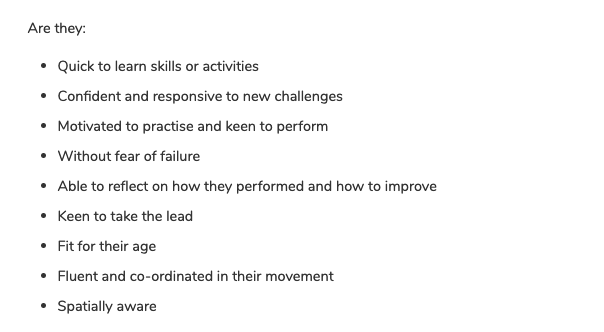 Are they:
• Quick to learn skills or activities
• Confident and responsive to new challenges
• Motivated to practise and keen to perform
• Without fear of failure
• Able to reflect on how they performed and how to improve
• Keen to take the lead
• Fit for their age
• Fluent and co-ordinated in their movement
• Spatially aware